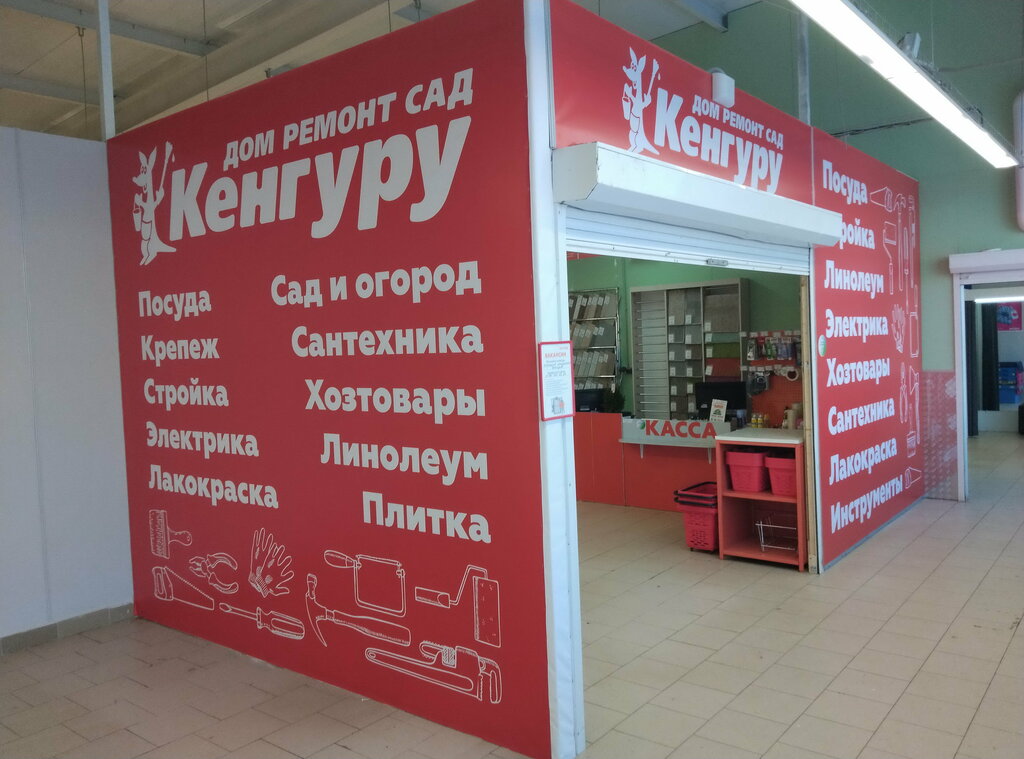 ДОМ РЕМОНТ САД
Кенгуру
Посуда
Крепеж
Стройка
Электрика
Лакокраска
Сад и огород
Сантехника
Хозтовары
Линолеум
Плитка
ВАКАНСИИ
ДОМ РЕМОНТ САД
Кенгуру
КАССА
Посуда
Линолеум
Электрика
Хозтовары
Сантехника
Лакокраска
Инструменты